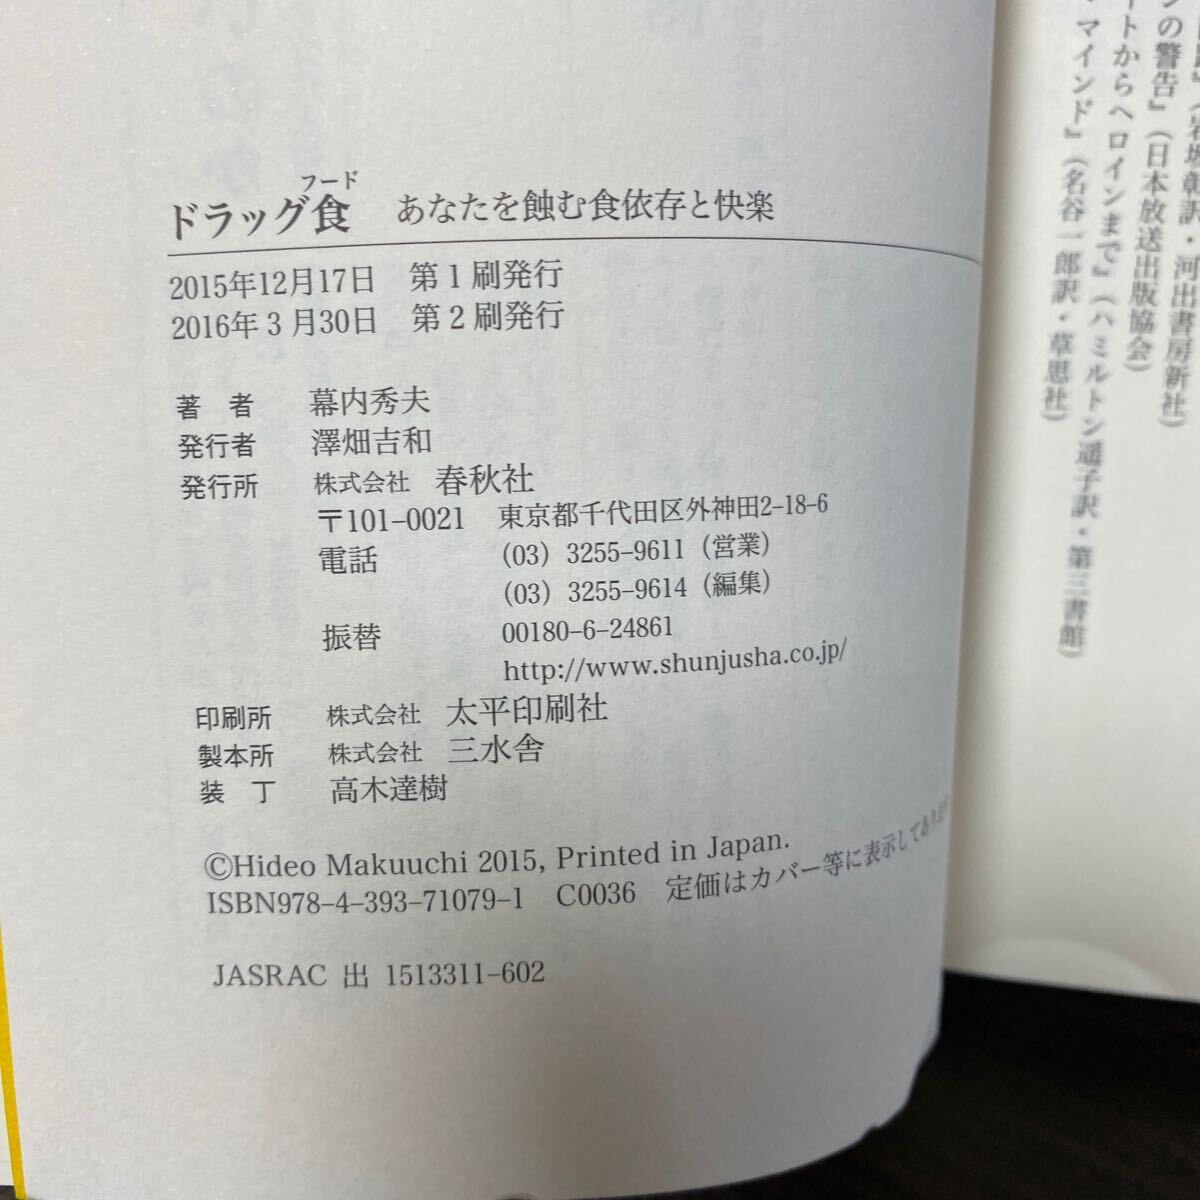 ンの警告』（日本放送出版協会）
ートからヘロインまで』（ハミルトン遥子訳・第三書館）
マインド』（名谷一郎訳・草思社）
フード
ドラッグ食　あなたを蝕む食依存と快楽
2015年12月17日　第1刷発行
2016年3月30日　第2刷発行
著　者　幕内秀夫
発行者　澤畑吉和
発行所　株式会社　春秋社
〒101-0021　東京都千代田区外神田2-18-6
電話　(03) 3255-9611（営業）
(03) 3255-9614（編集）
振替　00180-6-24861
http://www.shunjusha.co.jp/
印刷所　株式会社　太平印刷社
製本所　株式会社　三水舎
装　丁　高木達樹
©Hideo Makuuchi 2015, Printed in Japan.
ISBN978-4-393-71079-1　C0036　定価はカバー等に表示してあります
JASRAC 出 1513311-602